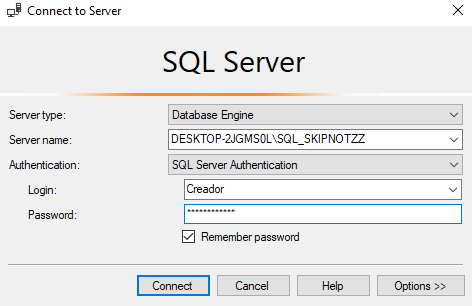 Connect to Server
SQL Server
Server type: Database Engine
Server name: DESKTOP-2JGMS0L\SQL_SKIPNOTZZ
Authentication: SQL Server Authentication
Login: Creador
Password: ************
Remember password
Connect Cancel Help Options >>